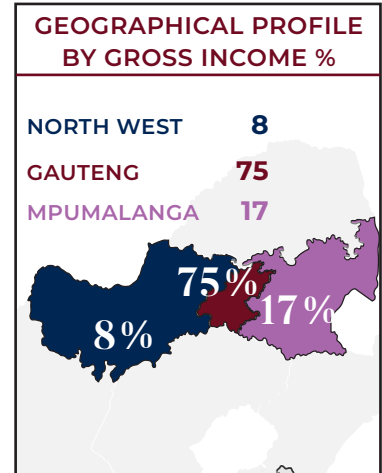 GEOGRAPHICAL PROFILE
BY GROSS INCOME %
NORTH WEST 8
GAUTENG 75
MPUMALANGA 17
75%
8%
17%